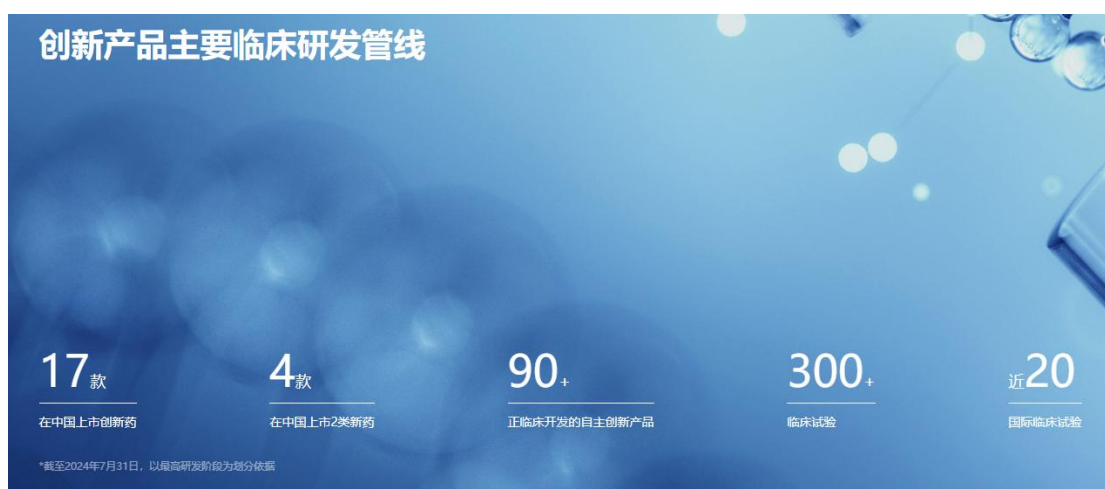 创新产品主要临床研发管线
17款
4款
90+
300+
近20
在中国上市创新药
在中国上市2类新药
正临床开发的自主创新产品
临床试验
国际临床试验
*截至2024年7月31日，以最高研发阶段为划分依据